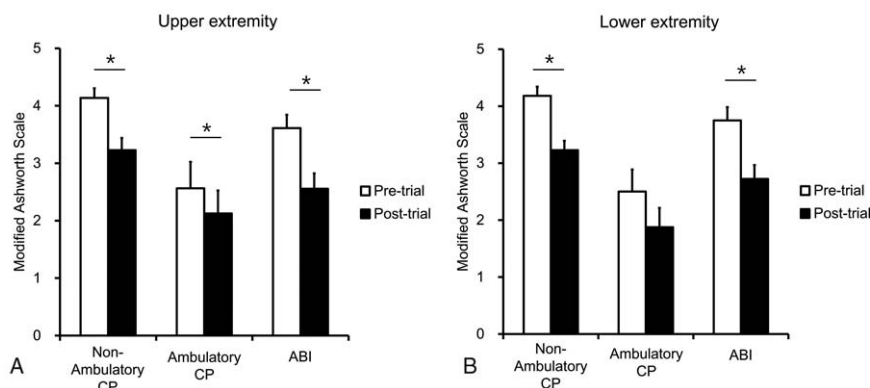 Upper extremity
5
4
3
2
1
0
Modified Ashworth Scale
*
*
*
Pre-trial
Post-trial
Non-
Ambulatory
CP
Ambulatory
CP
ABI
A
Lower extremity
5
4
3
2
1
0
Modified Ashworth Scale
*
*
Pre-trial
Post-trial
Non-
Ambulatory
CP
Ambulatory
CP
ABI
B